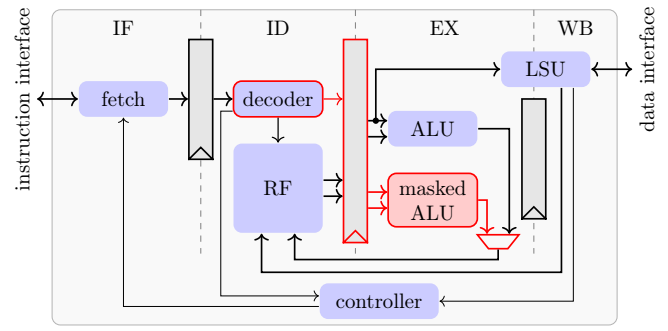 IF
ID
EX
WB
instruction interface
fetch
decoder
RF
LSU
ALU
masked
ALU
controller
data interface